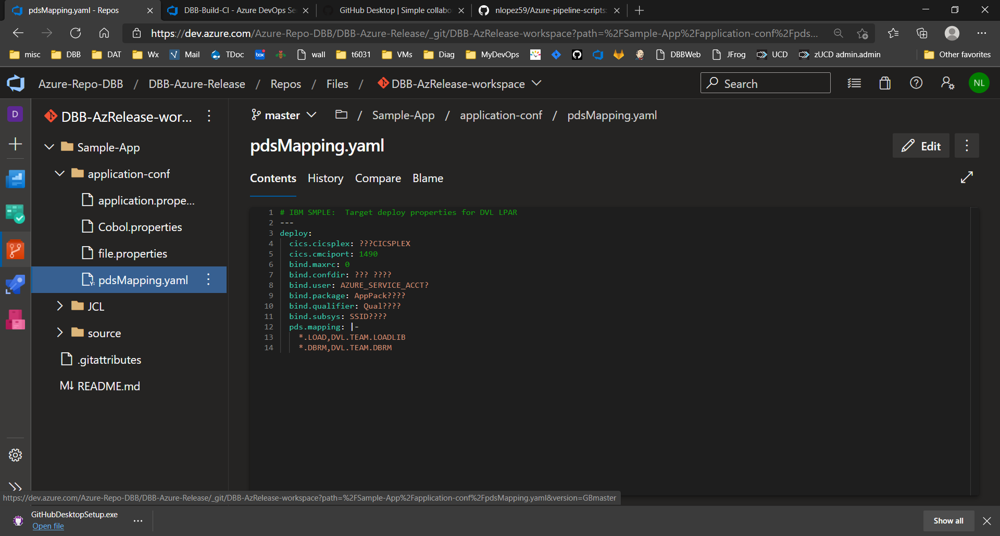 pdsMapping.yaml - Repos
DBB-Build-CI - Azure DevOps Se
GitHub Desktop | Simple collabo
nlopez59/Azure-pipeline-scripts:
https://dev.azure.com/Azure-Repo-DBB/DBB-Azure-Release/_git/DBB-AzRelease-workspace?path=%2FSample-App%2Fapplication-conf%2Fpds...
misc DBB DAT Wx Mail TDoc box wall t6031 VMs Diag MyDevOps DBBWeb JFrog UCD zUCD admin.admin Other favorites
Azure-Repo-DBB / DBB-Azure-Release / Repos / Files / DBB-AzRelease-workspace
Search
NL
D
DBB-AzRelease-wor...
Sample-App
application-conf
application.prope...
Cobol.properties
file.properties
Y: pdsMapping.yaml
JCL
source
.gitattributes
M↓ README.md
master / Sample-App / application-conf / pdsMapping.yaml
pdsMapping.yaml
Edit
Contents History Compare Blame
1 # IBM SMPLE:  Target deploy properties for DVL LPAR
2 ---
3 deploy:
4   cics.cicsplex: ???CICSPLEX
5   cics.cmciport: 1490
6   bind.maxrc: 0
7   bind.confdir: ??? ????
8   bind.user: AZURE_SERVICE_ACCT?
9   bind.package: AppPack????
10   bind.qualifier: Qual????
11   bind.subsys: SSID????
12   pds.mapping: |-
13     *.LOAD,DVL.TEAM.LOADLIB
14     *.DBRM,DVL.TEAM.DBRM
https://dev.azure.com/Azure-Repo-DBB/DBB-Azure-Release/_git/DBB-AzRelease-workspace?path=%2FSample-App%2Fapplication-conf%2FpdsMapping.yaml&version=GBmaster
GitHubDesktopSetup.exe
Open file
Show all